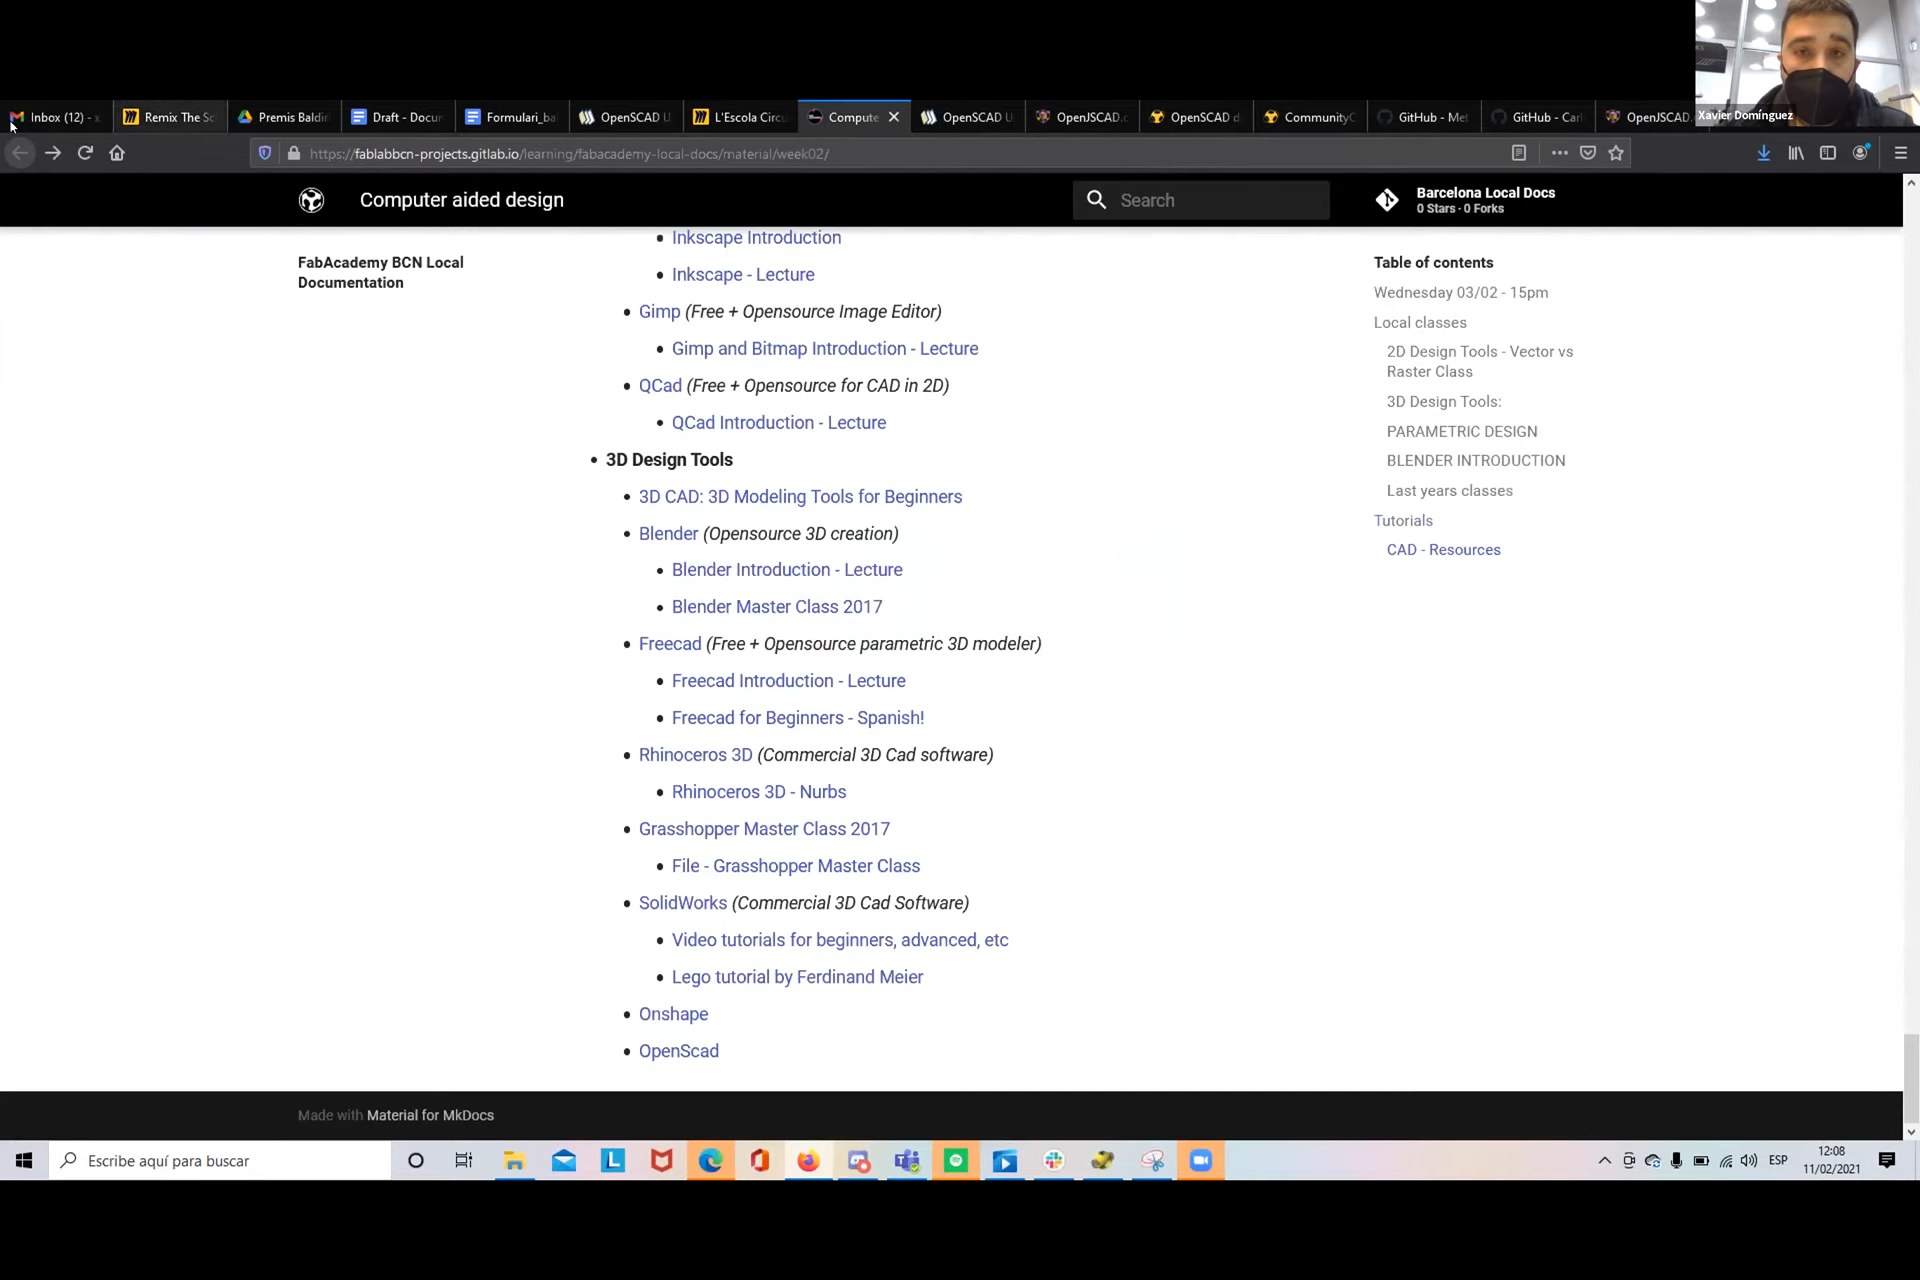 Xavier Domínguez
Inbox (12) - x
Remix The Sc
Premis Baldir
Draft - Docun
Formulari_ba
OpenSCAD U
L'Escola Circu
Compute
OpenSCAD U
OpenJSCAD.c
OpenSCAD d
CommunityC
GitHub - Met
GitHub - Carl
OpenJSCAD.
https://fablabbcn-projects.gitlab.io/learning/fabacademy-local-docs/material/week02/
Computer aided design
Search
Barcelona Local Docs
0 Stars · 0 Forks
FabAcademy BCN Local
Documentation
Inkscape Introduction
Inkscape - Lecture
Gimp (Free + Opensource Image Editor)
Gimp and Bitmap Introduction - Lecture
QCad (Free + Opensource for CAD in 2D)
QCad Introduction - Lecture
3D Design Tools
3D CAD: 3D Modeling Tools for Beginners
Blender (Opensource 3D creation)
Blender Introduction - Lecture
Blender Master Class 2017
Freecad (Free + Opensource parametric 3D modeler)
Freecad Introduction - Lecture
Freecad for Beginners - Spanish!
Rhinoceros 3D (Commercial 3D Cad software)
Rhinoceros 3D - Nurbs
Grasshopper Master Class 2017
File - Grasshopper Master Class
SolidWorks (Commercial 3D Cad Software)
Video tutorials for beginners, advanced, etc
Lego tutorial by Ferdinand Meier
Onshape
OpenScad
Table of contents
Wednesday 03/02 - 15pm
Local classes
2D Design Tools - Vector vs
Raster Class
3D Design Tools:
PARAMETRIC DESIGN
BLENDER INTRODUCTION
Last years classes
Tutorials
CAD - Resources
Made with Material for MkDocs
Escribe aquí para buscar
ESP
12:08
11/02/2021